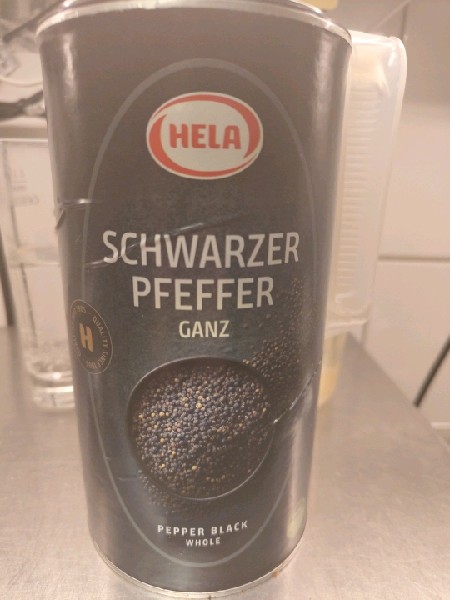 HELA
SCHWARZER
PFEFFER
GANZ
H
PEPPER BLACK
WHOLE